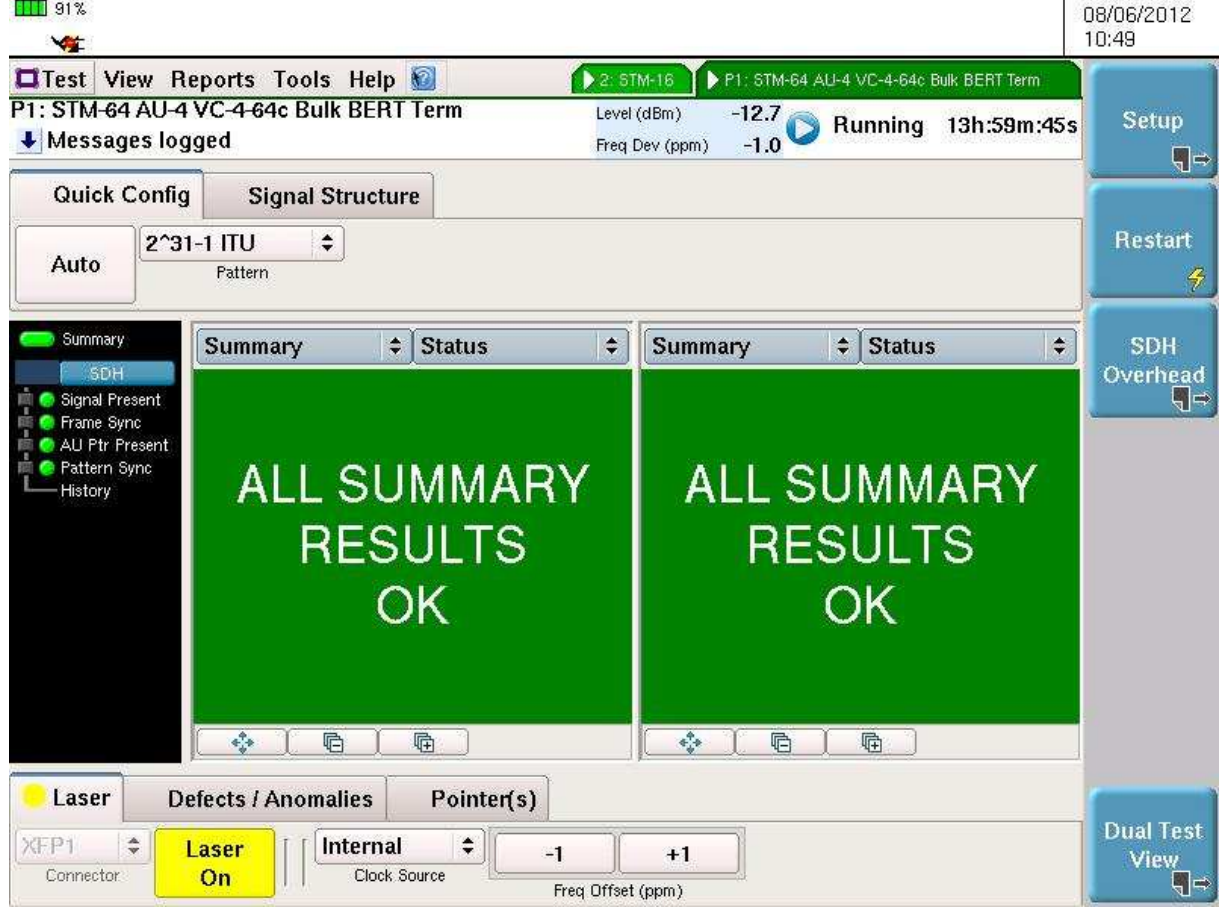 91%
08/06/2012
10:49
Test View Reports Tools Help
2: STM-16
P1: STM-64 AU-4 VC-4-64c Bulk BERT Term
P1: STM-64 AU-4 VC-4-64c Bulk BERT Term
Messages logged
Level (dBm) -12.7
Freq Dev (ppm) -1.0
Running 13h:59m:45s
Setup
Quick Config
Signal Structure
Auto
2^31-1 ITU
Pattern
Restart
Summary
SDH
Signal Present
Frame Sync
AU Ptr Present
Pattern Sync
History
Summary
Status
ALL SUMMARY
RESULTS
OK
Summary
Status
ALL SUMMARY
RESULTS
OK
SDH
Overhead
Laser
Defects / Anomalies
Pointer(s)
XFP1
Connector
Laser
On
Internal
Clock Source
-1
+1
Freq Offset (ppm)
Dual Test
View